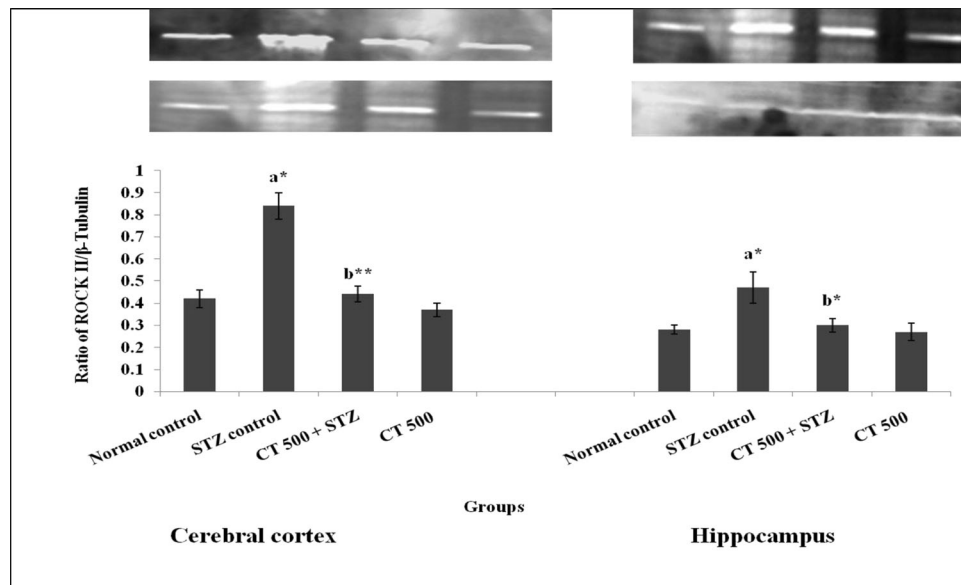 1
0.9
0.8
0.7
0.6
0.5
0.4
0.3
0.2
0.1
0
Ratio of ROCK II/β-Tubulin
a*
b**
a*
b*
Normal control
STZ control
CT 500 + STZ
CT 500
Normal control
STZ control
CT 500 + STZ
CT 500
Groups
Cerebral cortex
Hippocampus